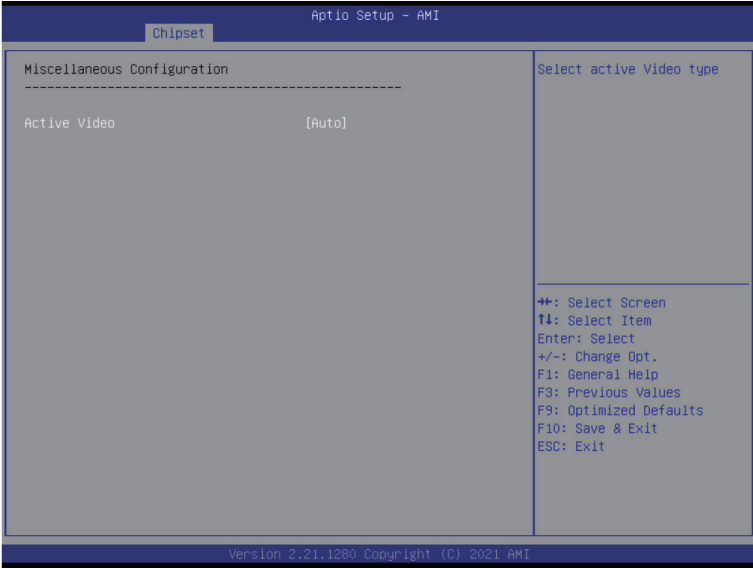 Aptio Setup – AMI
Chipset
Miscellaneous Configuration
--------------------------------------------------
Select active Video type
Active Video [Auto]
→←: Select Screen
↑↓: Select Item
Enter: Select
+/-: Change Opt.
F1: General Help
F3: Previous Values
F9: Optimized Defaults
F10: Save & Exit
ESC: Exit
Version 2.21.1280 Copyright (C) 2021 AMI